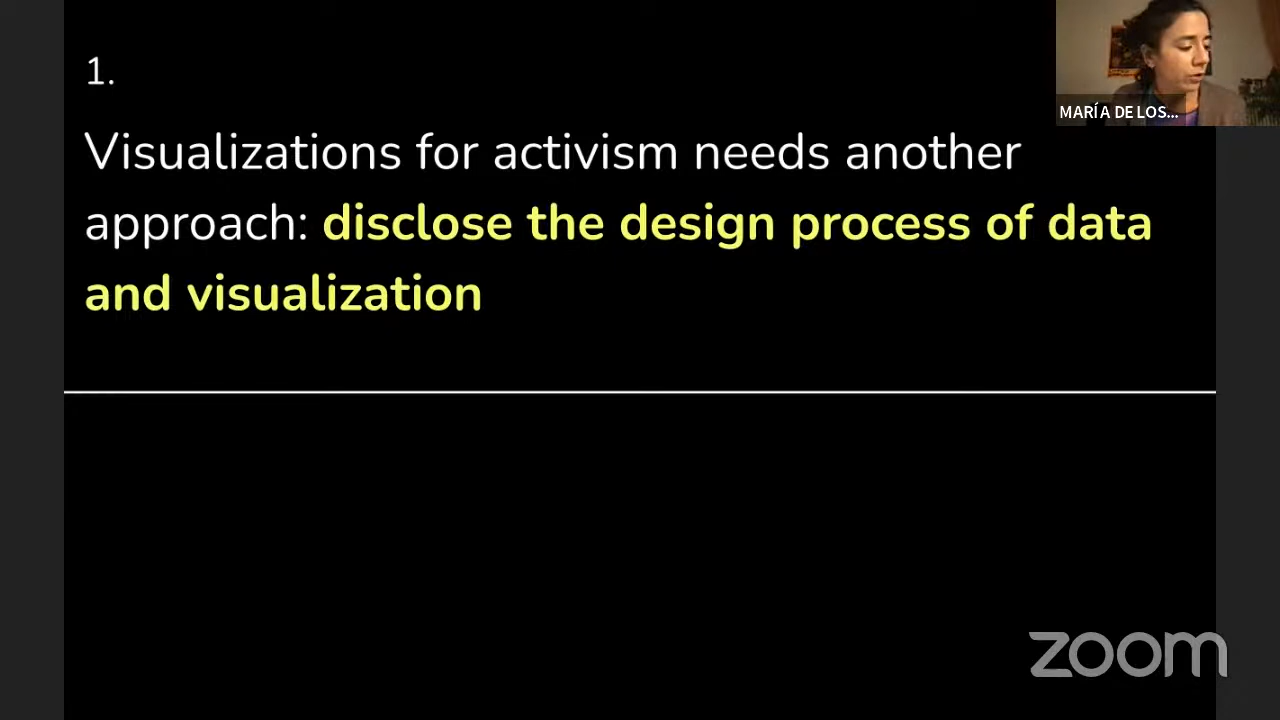 1.
MARÍA DE LOS...
Visualizations for activism needs another
approach: disclose the design process of data
and visualization
zoom